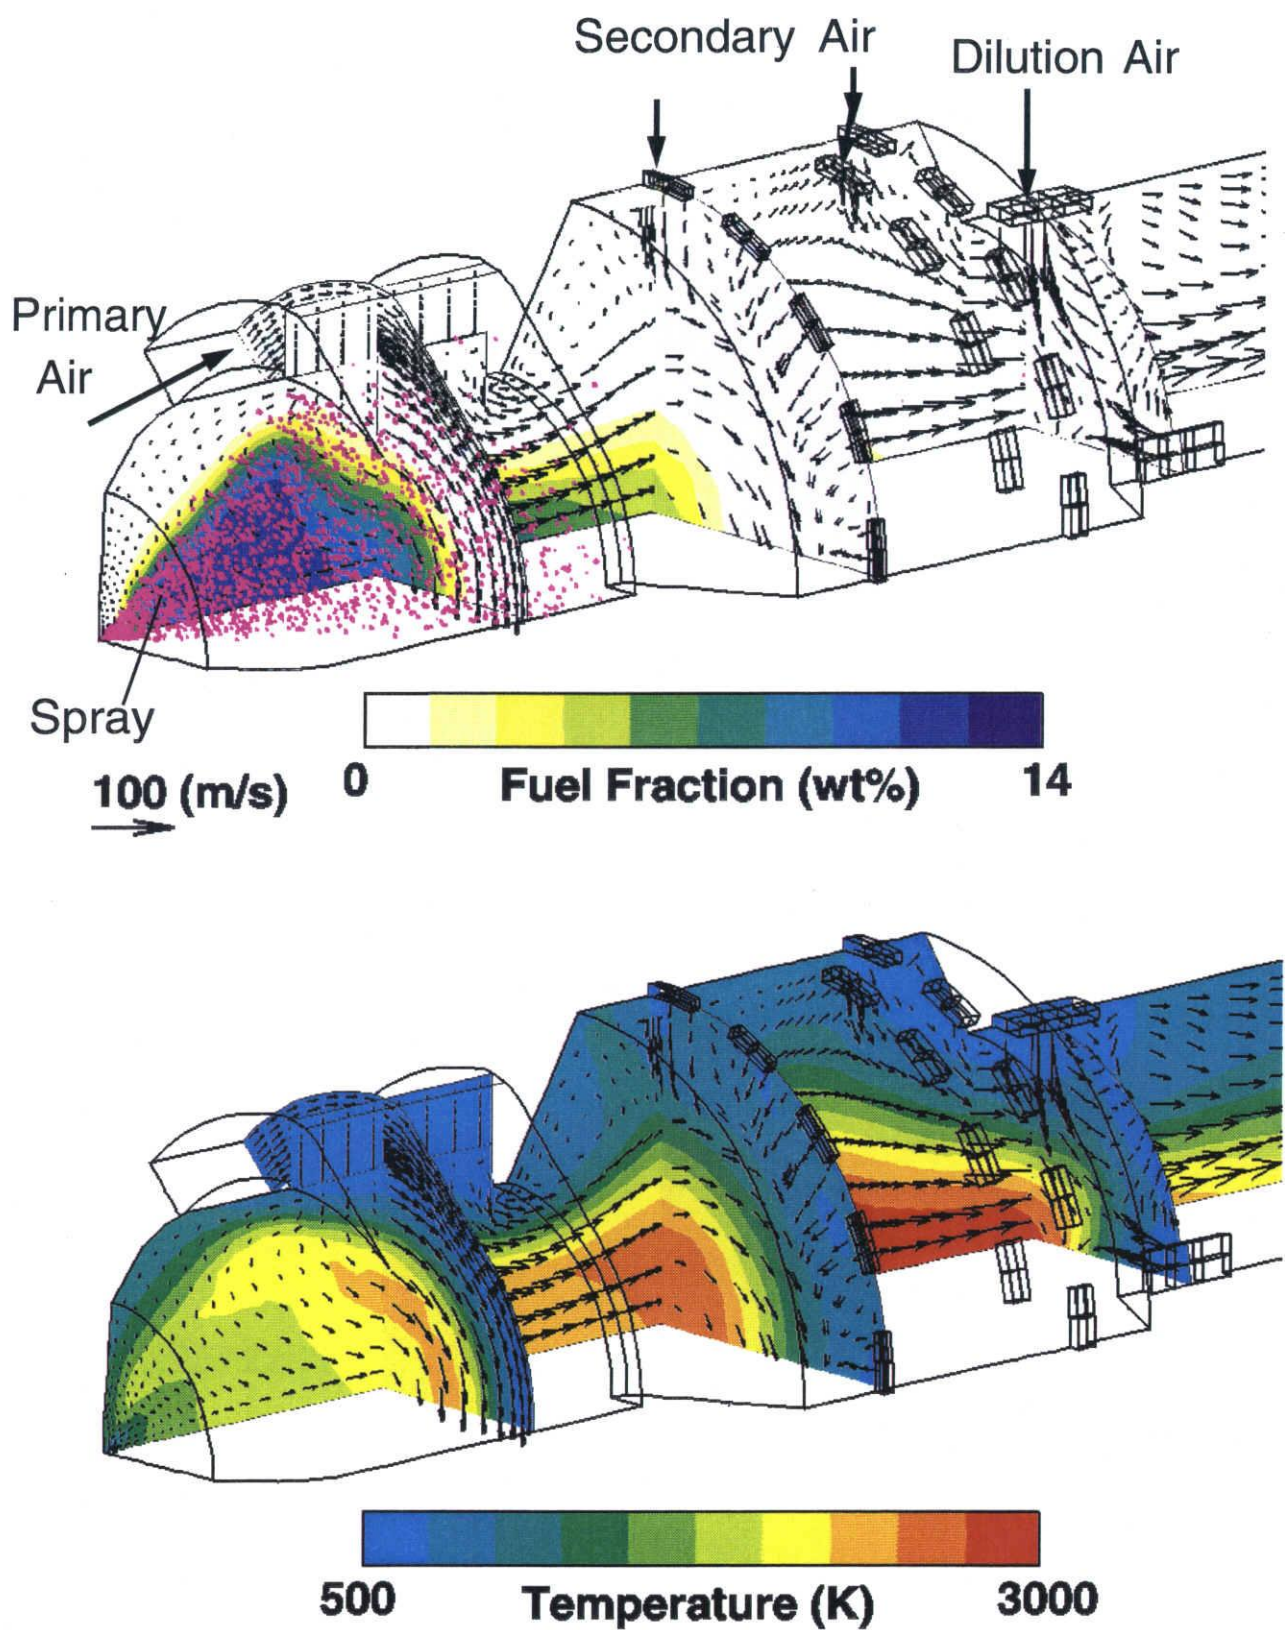 Secondary Air
Dilution Air
Primary
Air
Spray
100 (m/s)
0
Fuel Fraction (wt%)
14
500
Temperature (K)
3000